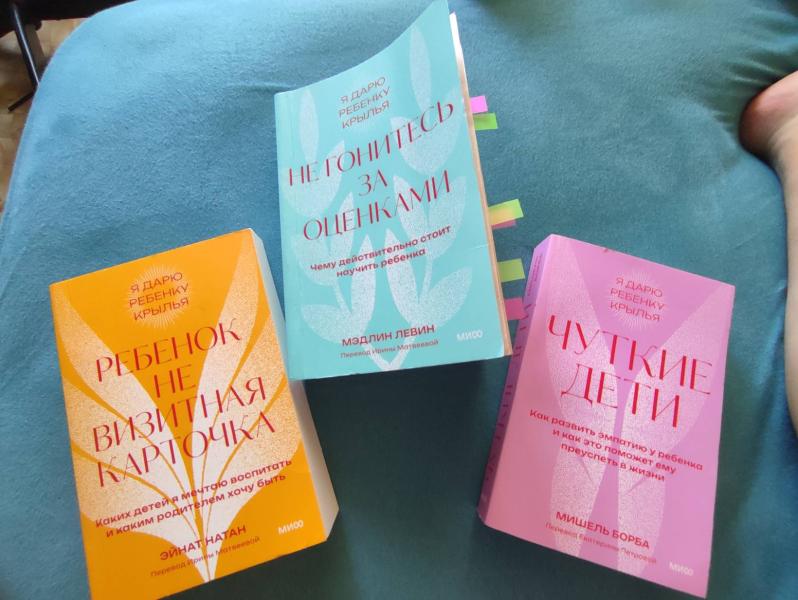 Я ДАРЮ
РЕБЕНКУ
КРЫЛЬЯ
РЕБЕНОК
НЕ
ВИЗИТНАЯ
КАРТОЧКА
Каких детей я мечтаю воспитать
и каким родителем хочу быть
ЭЙНАТ НАТАН
Перевод Ирины Матвеевой
МИФ
Я ДАРЮ
РЕБЕНКУ
КРЫЛЬЯ
НЕ ГОНИТЕСЬ
ЗА
ОЦЕНКАМИ
Чему действительно стоит
научить ребенка
МЭДЛИН ЛЕВИН
Перевод Ирины Матвеевой
МИФ
Я ДАРЮ
РЕБЕНКУ
КРЫЛЬЯ
ЧУТКИЕ
ДЕТИ
Как развить эмпатию у ребенка
и как это поможет ему
преуспеть в жизни
МИШЕЛЬ БОРБА
Перевод Екатерины Петровой
МИФ